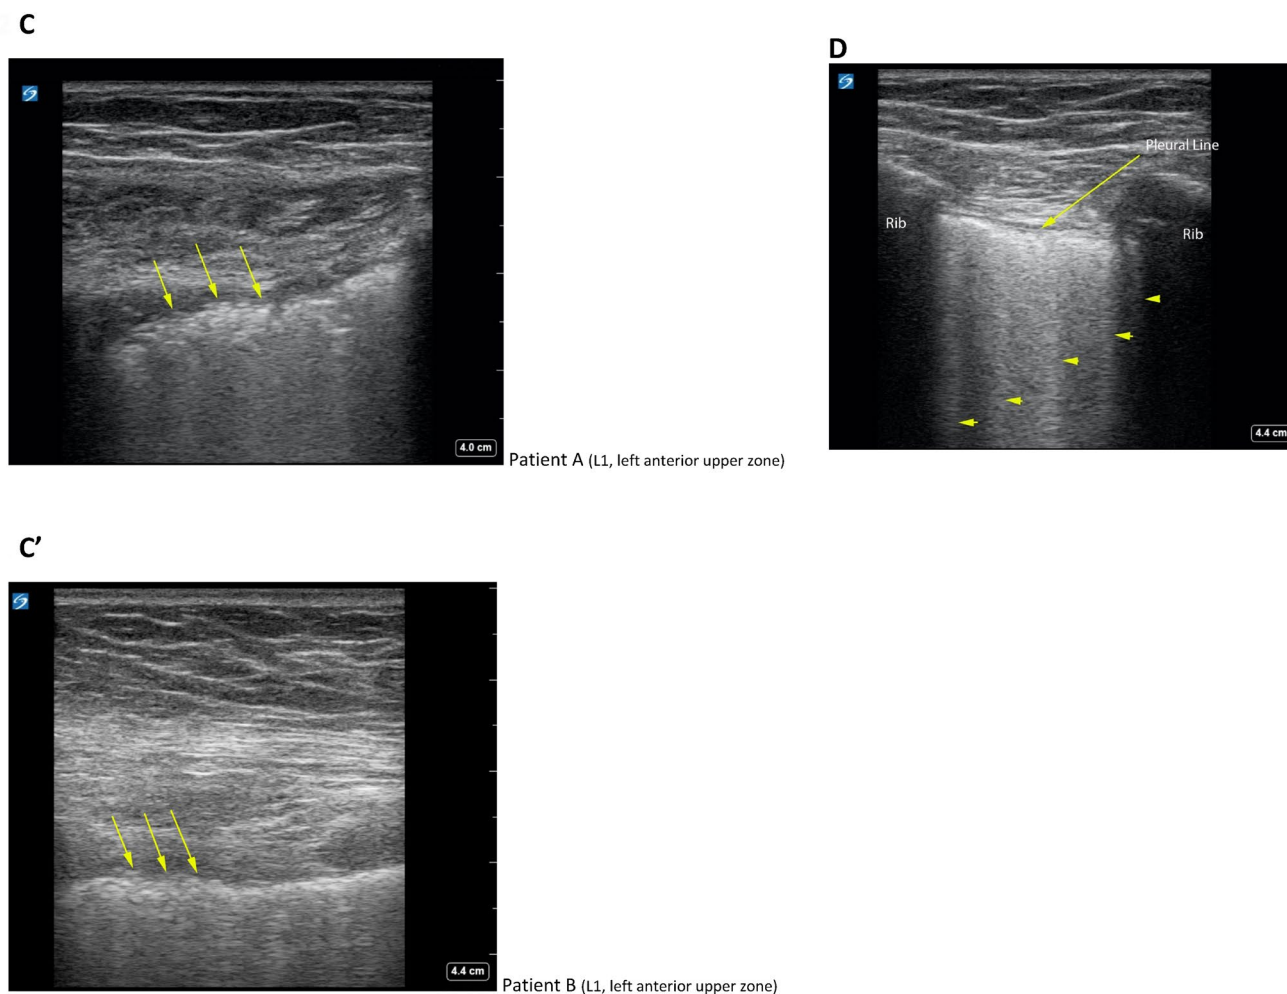 C
D
Pleural Line
Rib
Rib
4.0 cm
Patient A (L1, left anterior upper zone)
4.4 cm
C’
4.4 cm
Patient B (L1, left anterior upper zone)